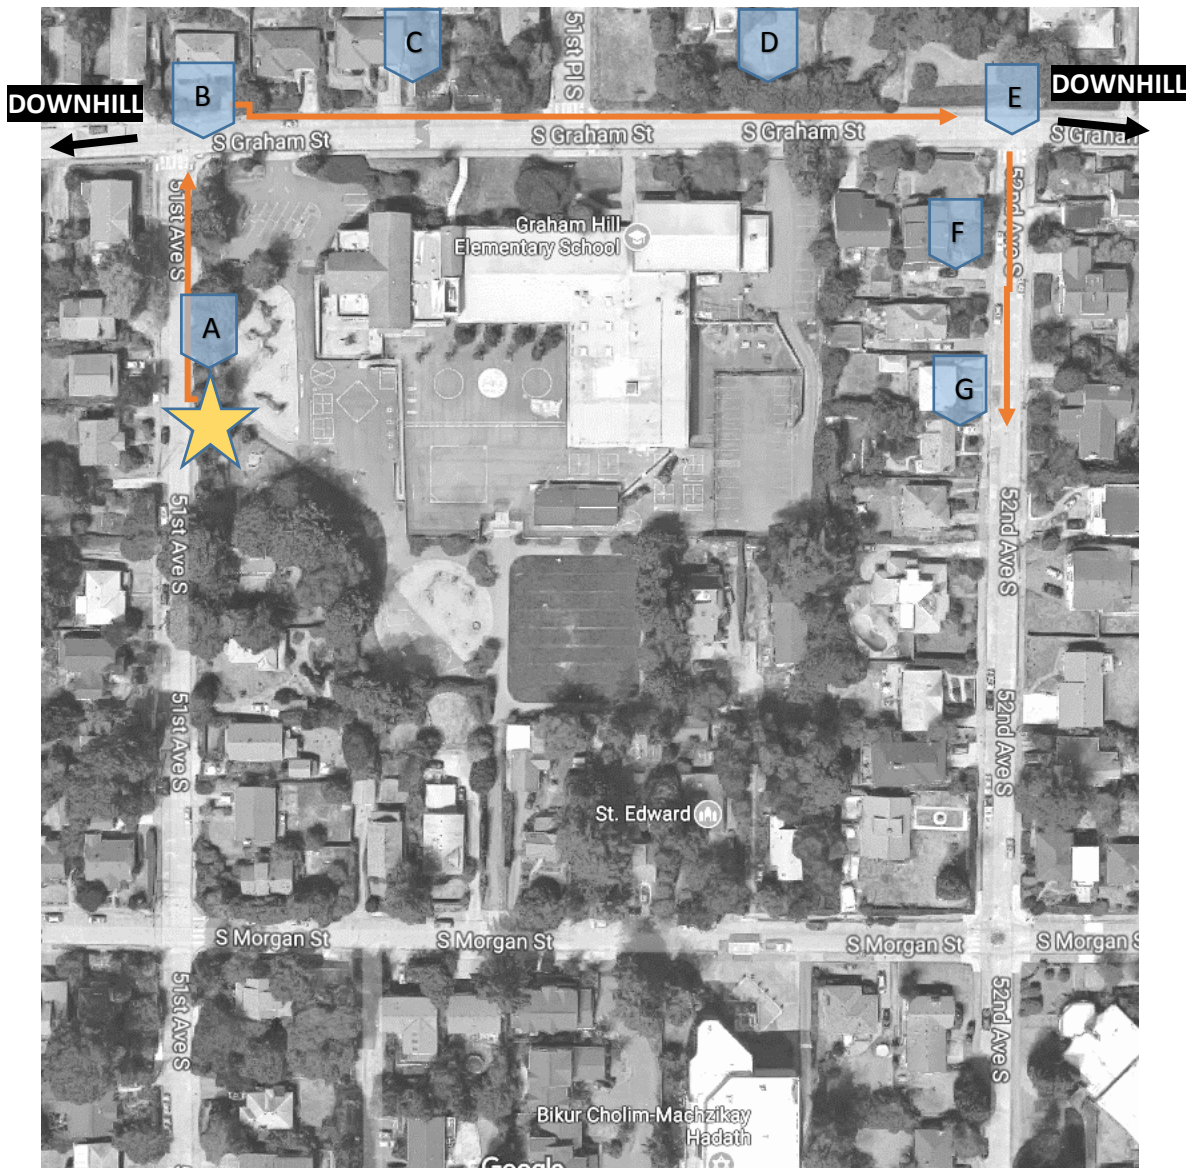 C
D
51st Pl S
B
E
DOWNHILL
DOWNHILL
S Graham St
S Graham St
S Graham St
S Graham
51st Ave S
52nd Ave S
Graham Hill
Elementary School
F
A
G
51st Ave S
52nd Ave S
51st Ave S
52nd Ave S
St. Edward
S Morgan St
S Morgan St
S Morgan St
S Morgan S
51st Ave S
52nd Ave S
Bikur Cholim-Machzikay
Hadath
Google
51st